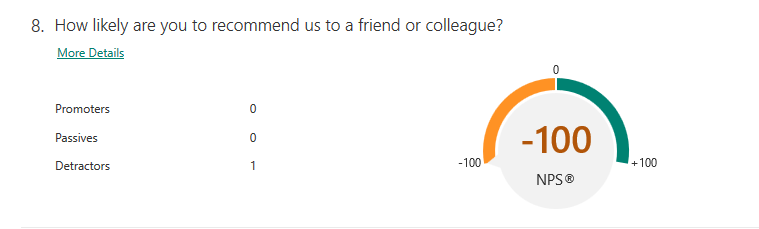 8. How likely are you to recommend us to a friend or colleague?
More Details
Promoters 0
Passives 0
Detractors 1
0
-100
-100
+100
NPS®